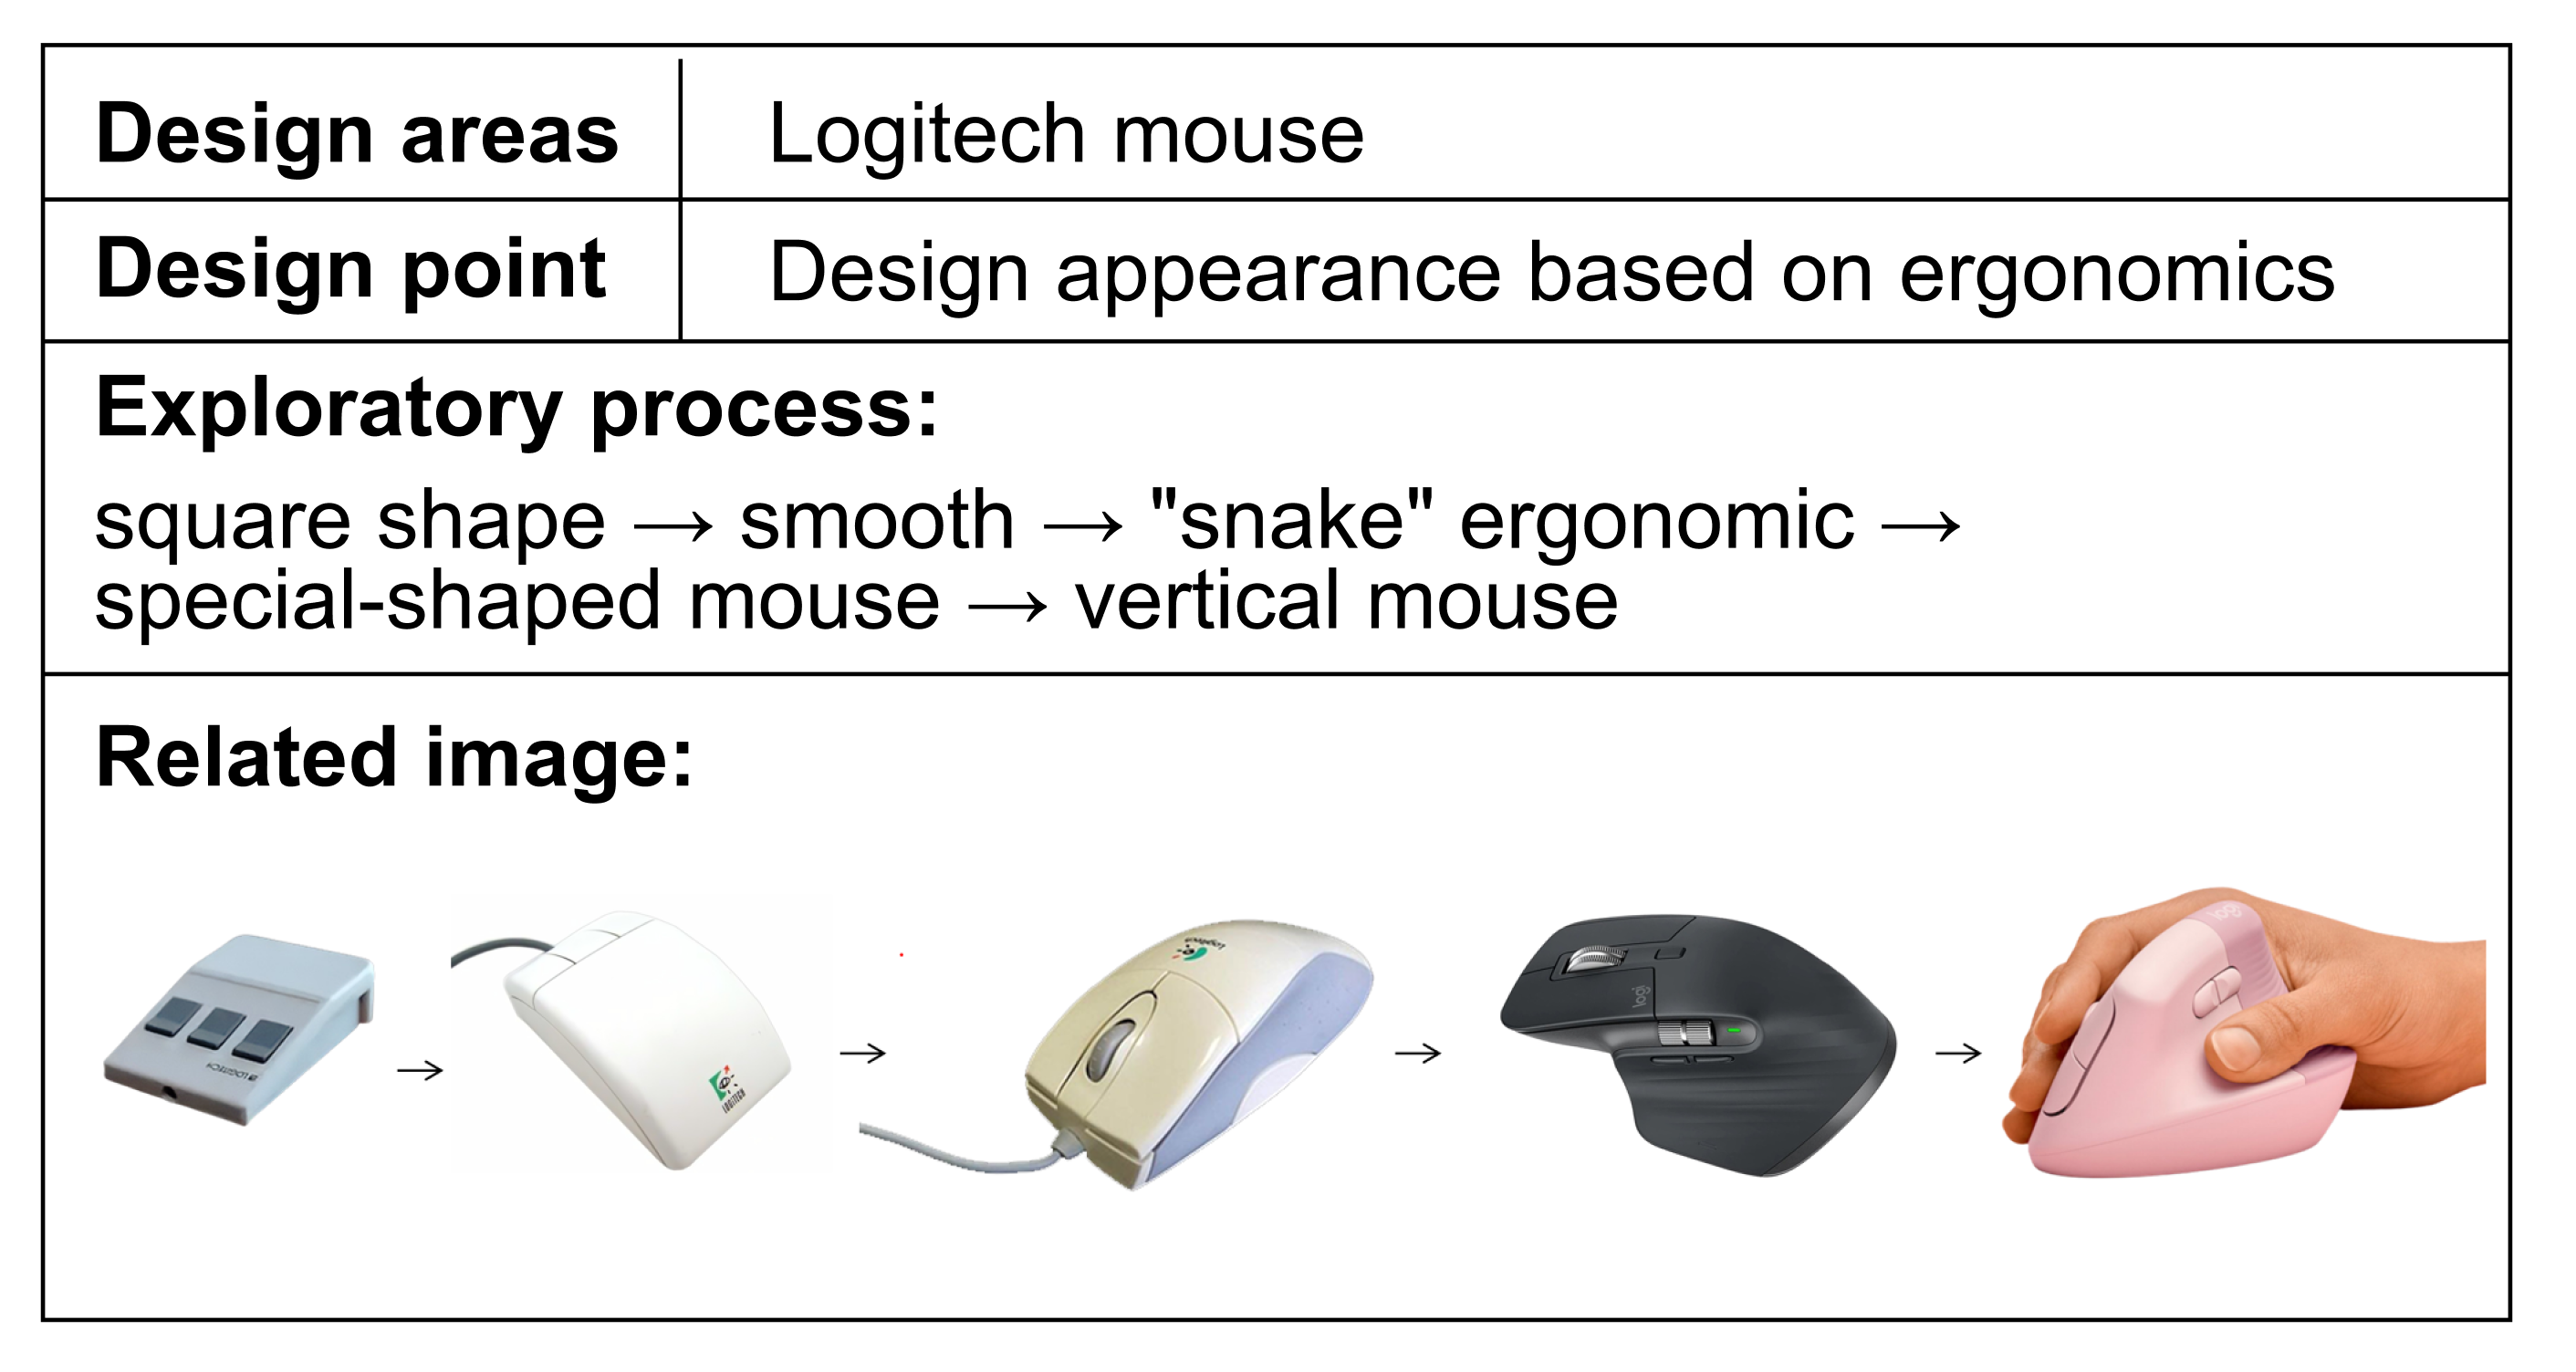 Design areas
Logitech mouse
Design point
Design appearance based on ergonomics
Exploratory process:
square shape → smooth → "snake" ergonomic →
special-shaped mouse → vertical mouse
Related image:
LOGITECH
LOGITECH
Logitech
logi
logi